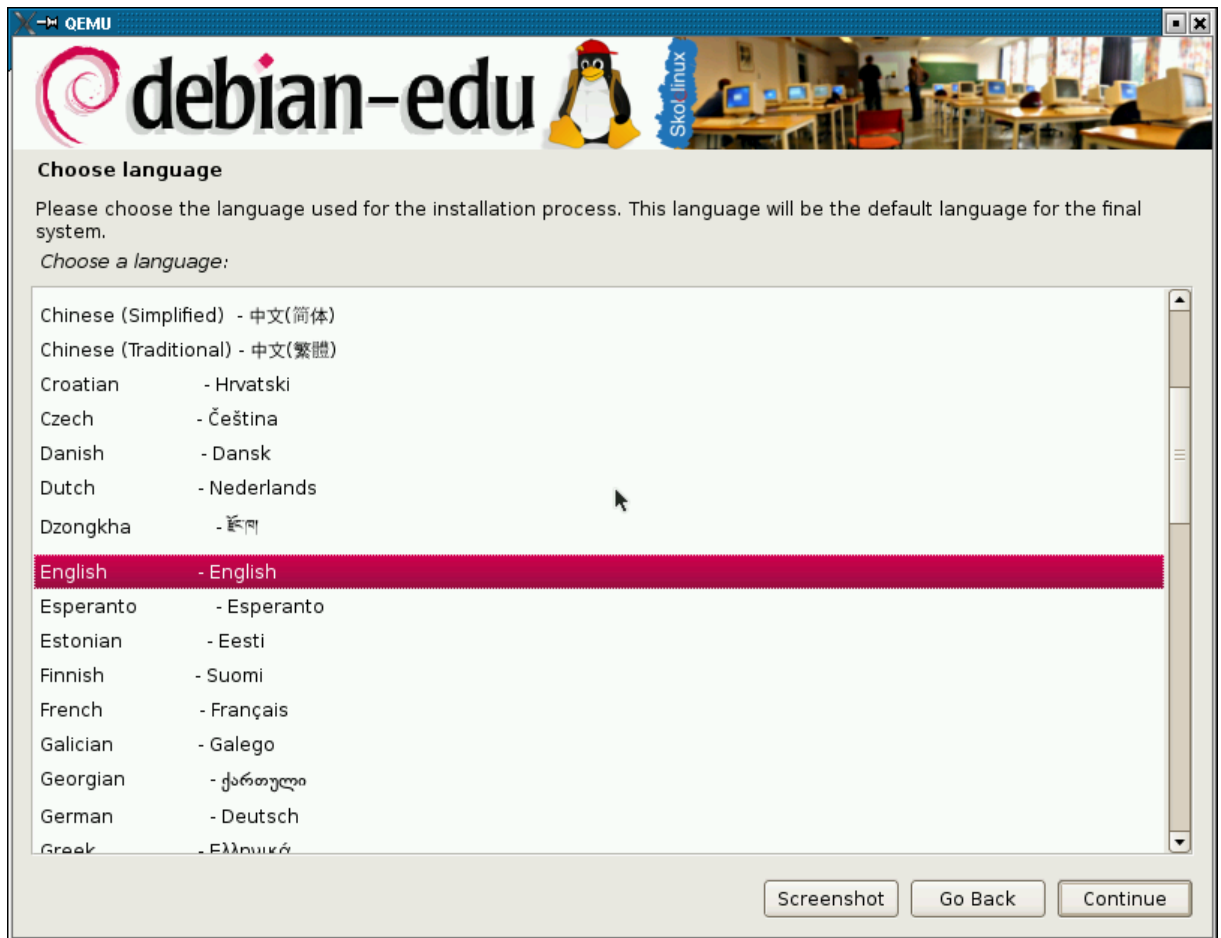 QEMU
debian-edu
Skolelinux
Choose language
Please choose the language used for the installation process. This language will be the default language for the final
system.
Choose a language:
Chinese (Simplified) - 中文(简体)
Chinese (Traditional) - 中文(繁體)
Croatian - Hrvatski
Czech - Čeština
Danish - Dansk
Dutch - Nederlands
Dzongkha - རྫོང་ཁ།
English - English
Esperanto - Esperanto
Estonian - Eesti
Finnish - Suomi
French - Français
Galician - Galego
Georgian - ქართული
German - Deutsch
Greek - Ελληνικά
Screenshot
Go Back
Continue